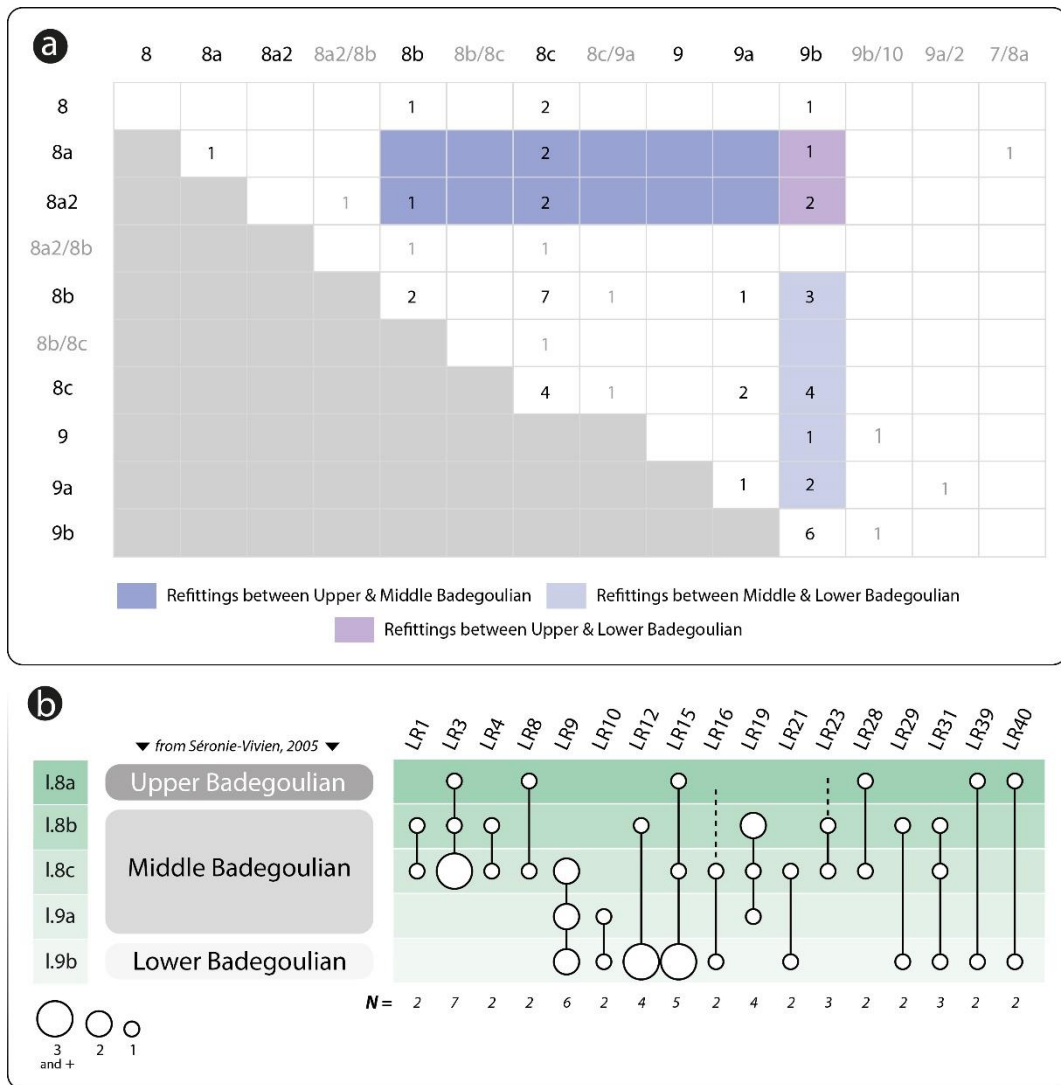 a
8 8a 8a2 8a2/8b 8b 8b/8c 8c 8c/9a 9 9a 9b 9b/10 9a/2 7/8a
8 1 2 1
8a 1 2 1 1
8a2 1 1 2 2
8a2/8b 1 1
8b 2 7 1 1 3
8b/8c 1
8c 4 1 2 4
9 1 1
9a 1 2 1
9b 6 1
Refittings between Upper & Middle Badegoulian Refittings between Middle & Lower Badegoulian
Refittings between Upper & Lower Badegoulian
b
▼ from Séronie-Vivien, 2005 ▼ LR1 LR3 LR4 LR8 LR9 LR10 LR12 LR15 LR16 LR19 LR21 LR23 LR28 LR29 LR31 LR39 LR40
l.8a Upper Badegoulian
l.8b
l.8c Middle Badegoulian
l.9a
l.9b Lower Badegoulian
N = 2 7 2 2 6 2 4 5 2 4 2 3 2 2 3 2 2
3 2 1
and +